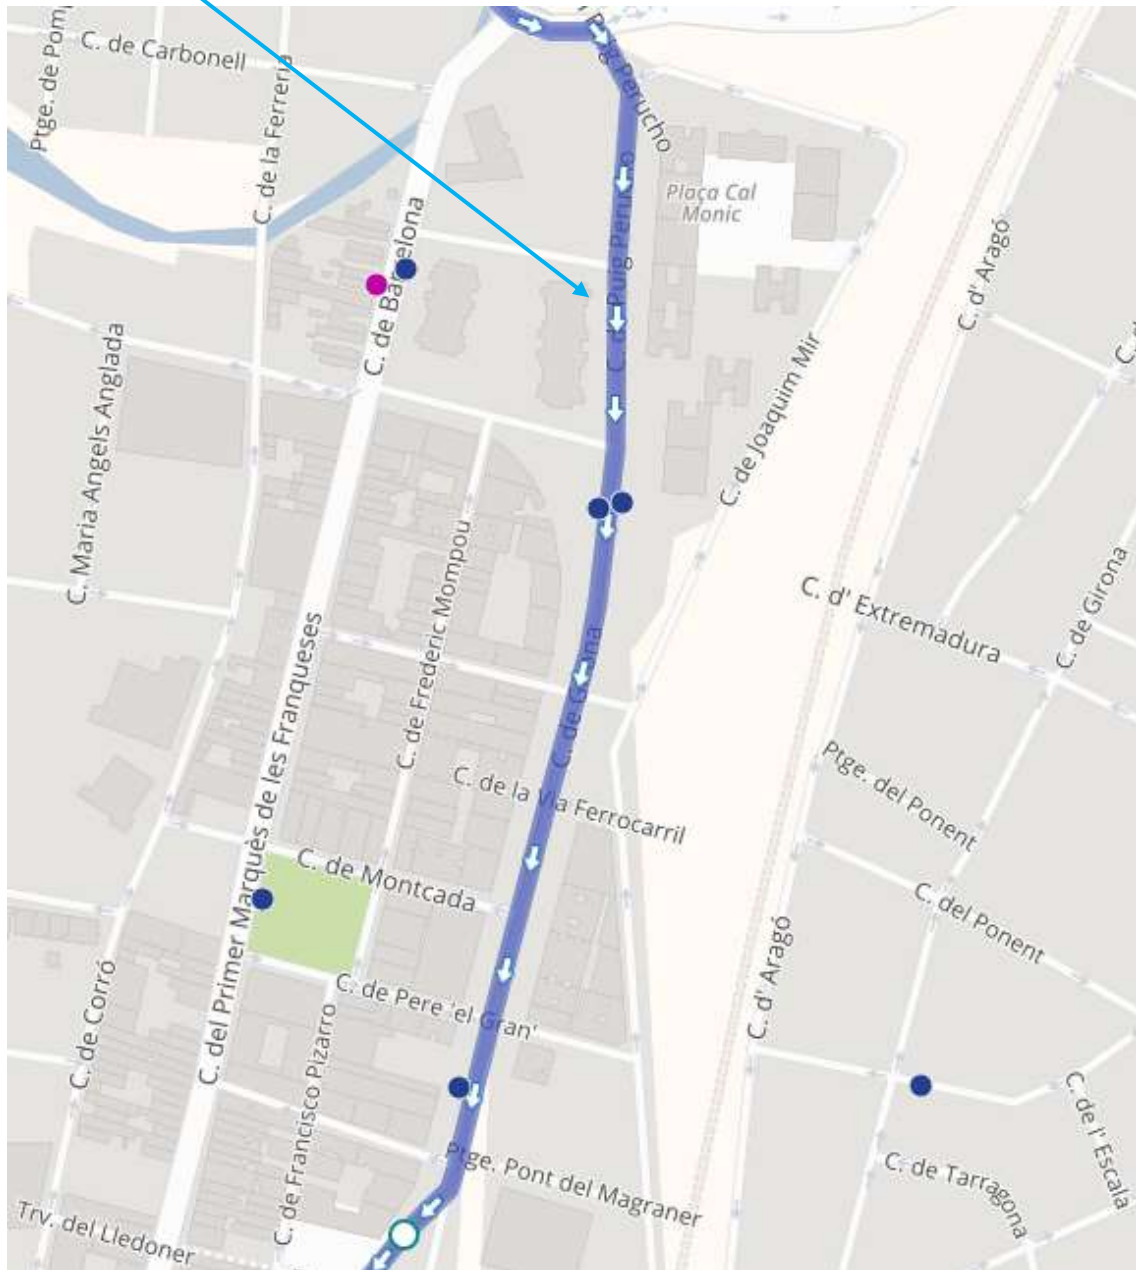 Ptge. de Pom
C. de Carbonell
C. de la Ferreria
Puig Perucho
Plaça Cal
Monic
C. de Barcelona
C. de Puig Perucho
C. d' Aragó
C. Maria Angels Anglada
C. de Joaquim Mir
C. de Frederic Mompou
C. d' Extremadura
C. de Girona
C. de Girona
C. del Primer Marquès de les Franqueses
C. de la Via Ferrocarril
Ptge. del Ponent
C. de Montcada
C. del Ponent
C. d' Aragó
C. de Corró
C. de Pere 'el Gran'
C. de Francisco Pizarro
C. de l' Escala
Ptge. Pont del Magraner
C. de Tarragona
Trv. del Lledoner